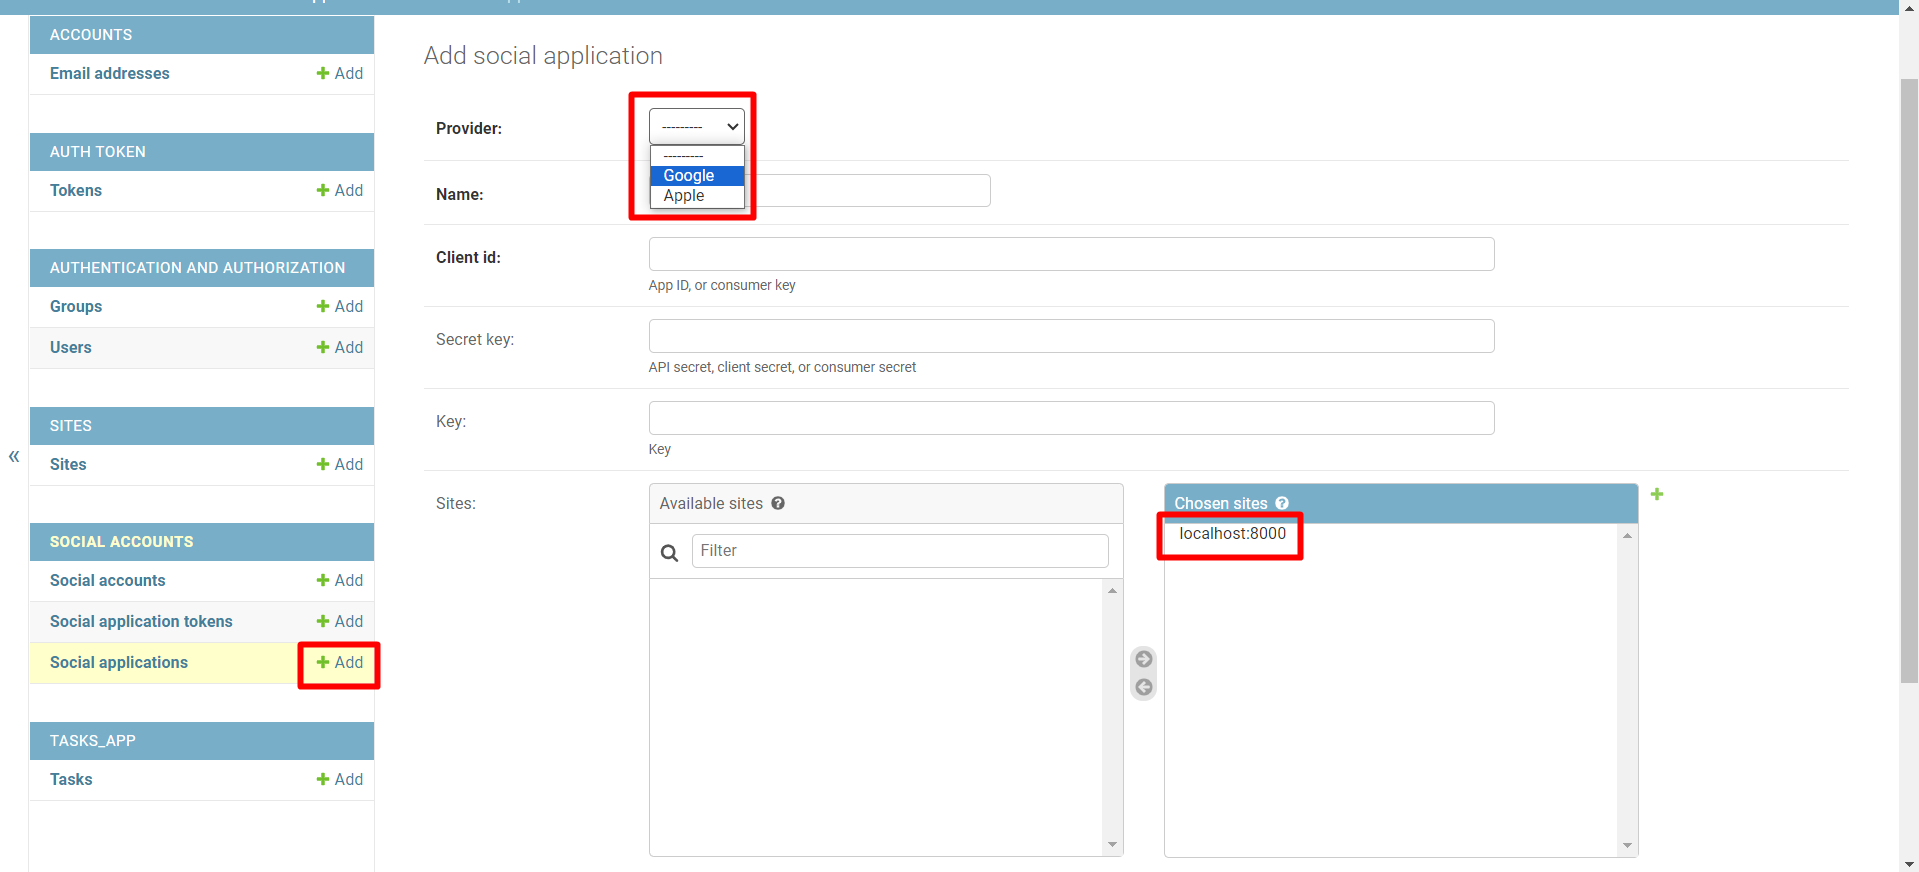 ACCOUNTS
Email addresses Add
AUTH TOKEN
Tokens Add
AUTHENTICATION AND AUTHORIZATION
Groups Add
Users Add
SITES
Sites Add
«
SOCIAL ACCOUNTS
Social accounts Add
Social application tokens Add
Social applications Add
TASKS_APP
Tasks Add
Add social application
Provider: ---------
---------
Google
Apple
Name:
Client id:
App ID, or consumer key
Secret key:
API secret, client secret, or consumer secret
Key:
Key
Sites:
Available sites ?
Filter
Chosen sites ?
localhost:8000